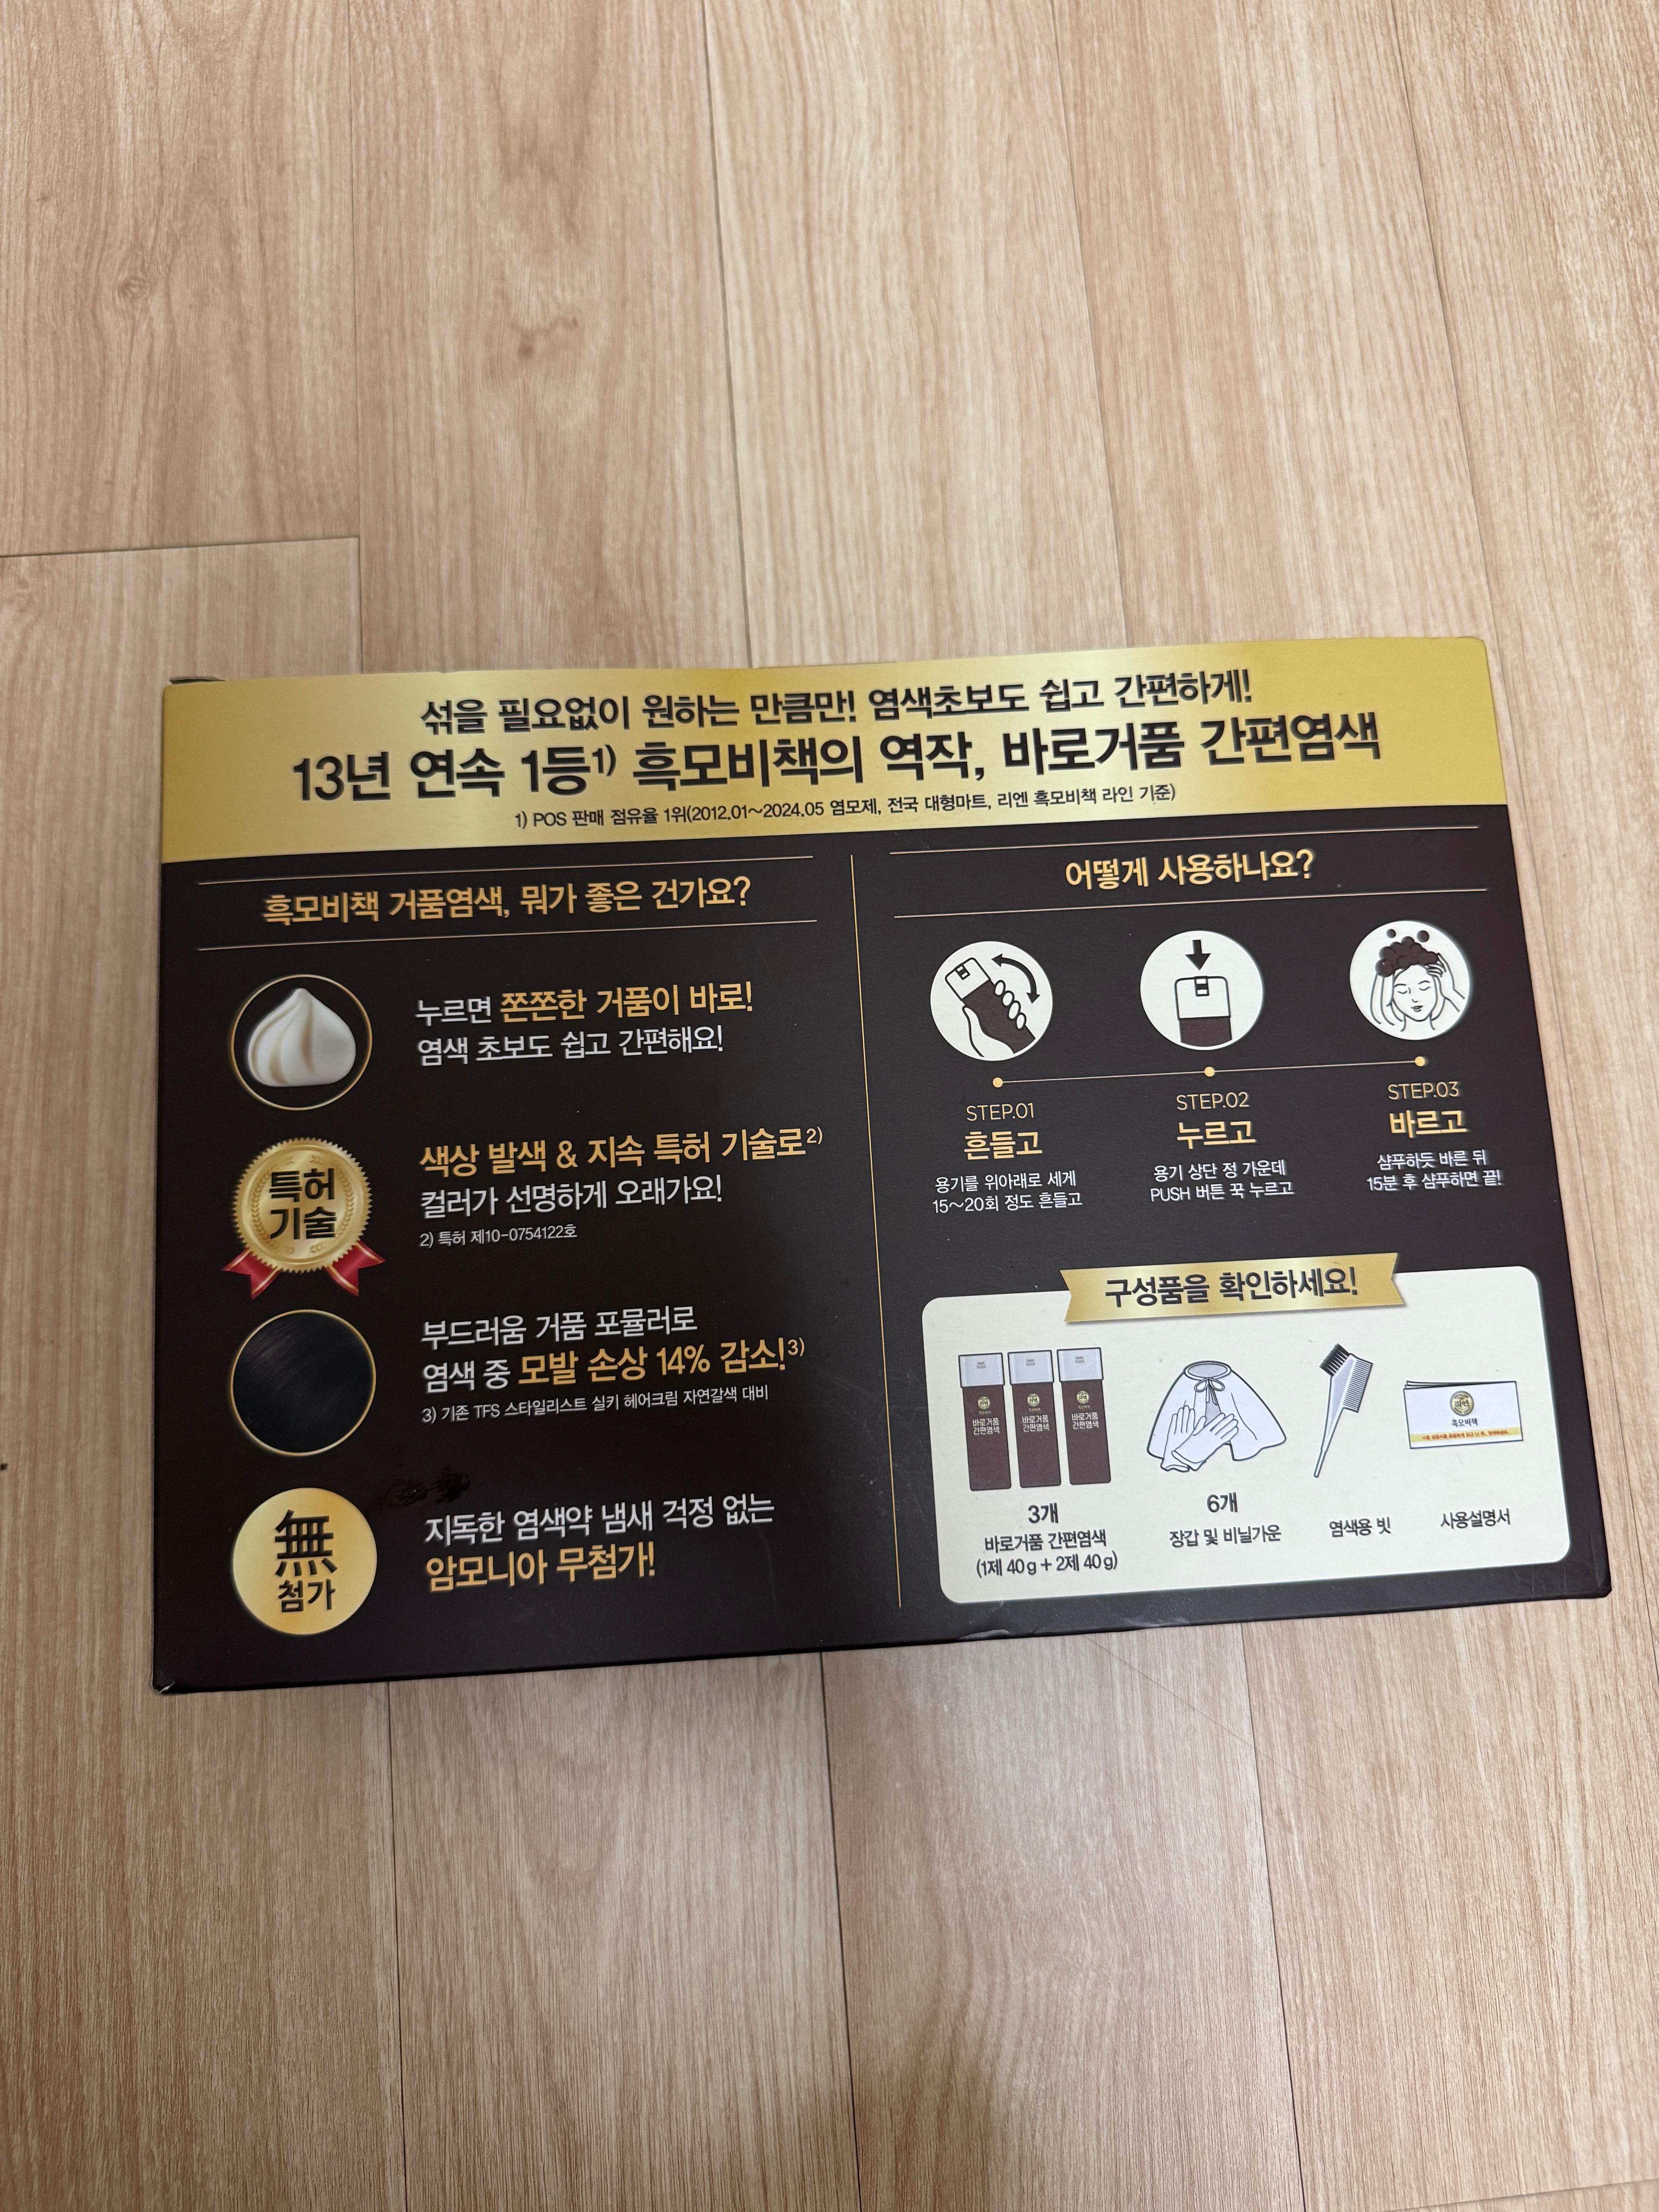 섞을 필요없이 원하는 만큼만! 염색초보도 쉽고 간편하게!
13년 연속 1등1) 흑모비책의 역작, 바로거품 간편염색
1) POS 판매 점유율 1위(2012.01~2024.05 염모제, 전국 대형마트, 리엔 흑모비책 라인 기준)
흑모비책 거품염색, 뭐가 좋은 건가요?
누르면 쫀쫀한 거품이 바로!
염색 초보도 쉽고 간편해요!
특허
기술
색상 발색 & 지속 특허 기술로2)
컬러가 선명하게 오래가요!
2) 특허 제10-0754122호
부드러움 거품 포뮬러로
염색 중 모발 손상 14% 감소!3)
3) 기존 TFS 스타일리스트 실키 헤어크림 자연갈색 대비
無
첨가
지독한 염색약 냄새 걱정 없는
암모니아 무첨가!
어떻게 사용하나요?
STEP.01
흔들고
용기를 위아래로 세게
15~20회 정도 흔들고
STEP.02
누르고
용기 상단 정 가운데
PUSH 버튼 꾹 누르고
STEP.03
바르고
샴푸하듯 바른 뒤
15분 후 샴푸하면 끝!
구성품을 확인하세요!
바로거품
간편염색
바로거품
간편염색
바로거품
간편염색
3개
바로거품 간편염색
(1제 40g + 2제 40g)
6개
장갑 및 비닐가운
염색용 빗
리엔
흑모비책
사용설명서